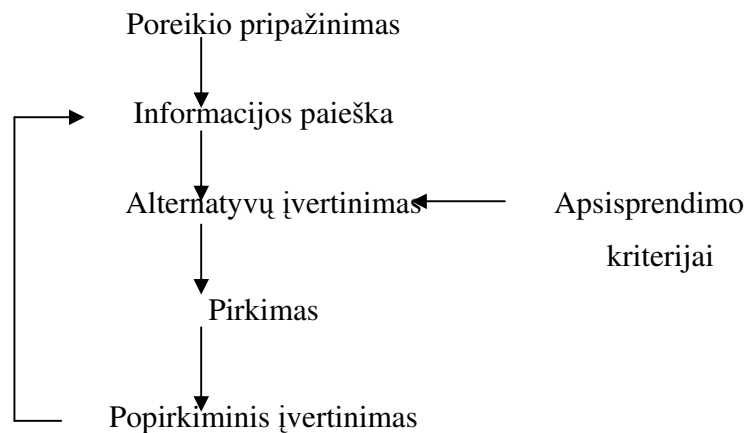 Poreikio pripažinimas
Informacijos paieška
Alternatyvų įvertinimas
Apsisprendimo
kriterijai
Pirkimas
Popirkiminis įvertinimas